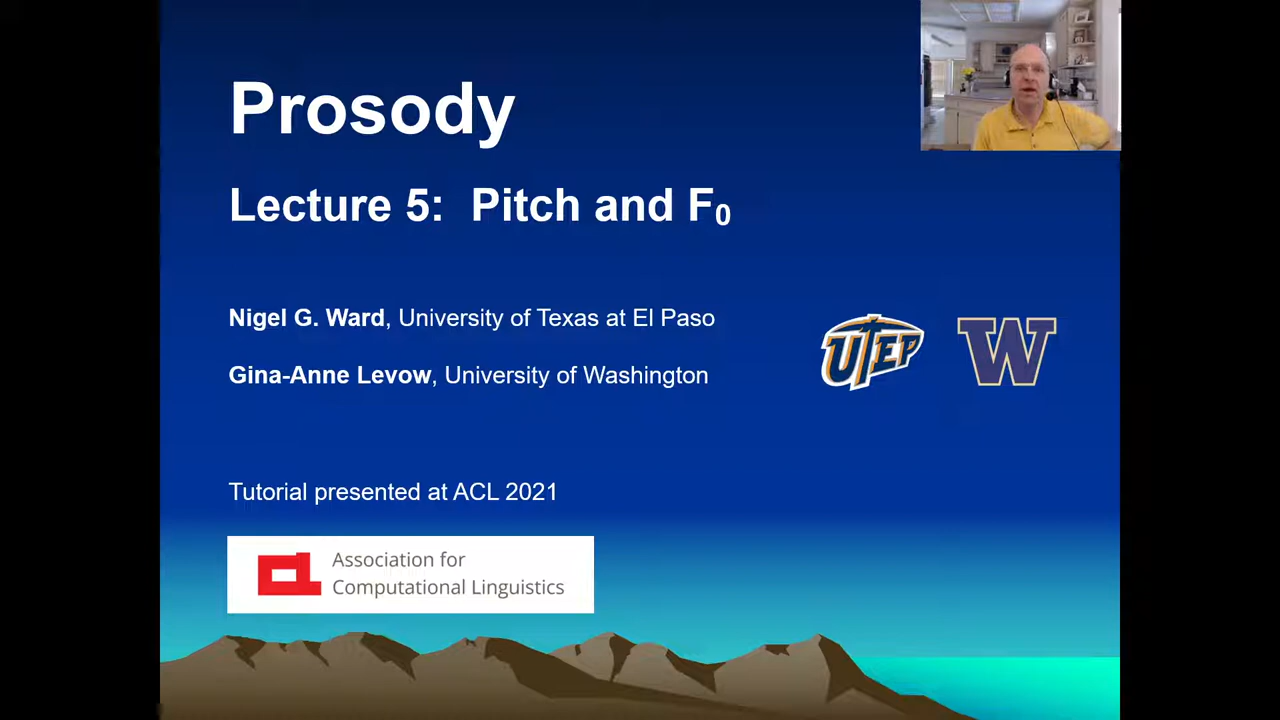 Prosody
Lecture 5: Pitch and F₀
Nigel G. Ward, University of Texas at El Paso
UTEP
W
Gina-Anne Levow, University of Washington
Tutorial presented at ACL 2021
Association for
Computational Linguistics